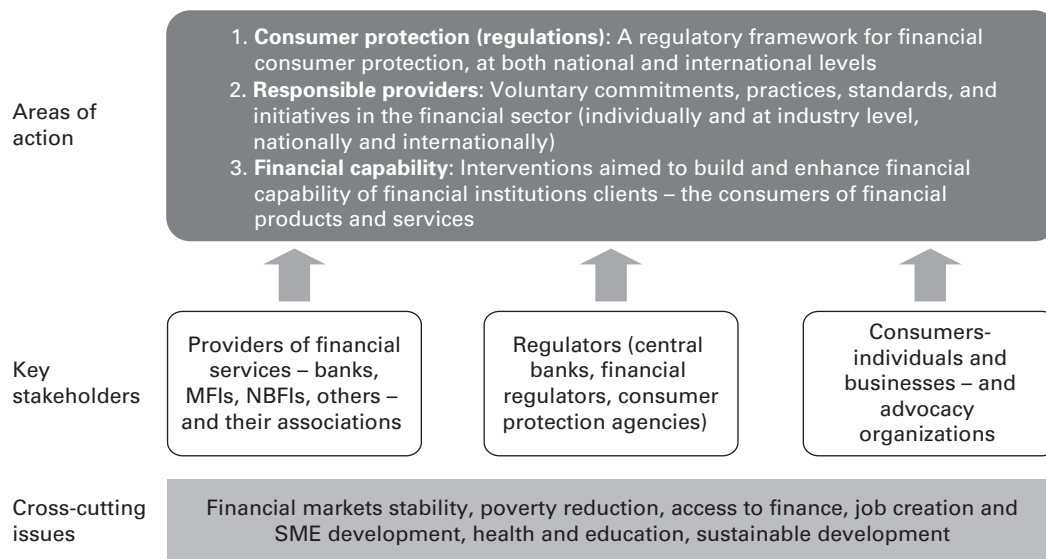 Areas of
action
1. Consumer protection (regulations): A regulatory framework for financial
consumer protection, at both national and international levels
2. Responsible providers: Voluntary commitments, practices, standards, and
initiatives in the financial sector (individually and at industry level,
nationally and internationally)
3. Financial capability: Interventions aimed to build and enhance financial
capability of financial institutions clients – the consumers of financial
products and services
Key
stakeholders
Providers of financial
services – banks,
MFIs, NBFIs, others –
and their associations
Regulators (central
banks, financial
regulators, consumer
protection agencies)
Consumers-
individuals and
businesses – and
advocacy
organizations
Cross-cutting
issues
Financial markets stability, poverty reduction, access to finance, job creation and
SME development, health and education, sustainable development